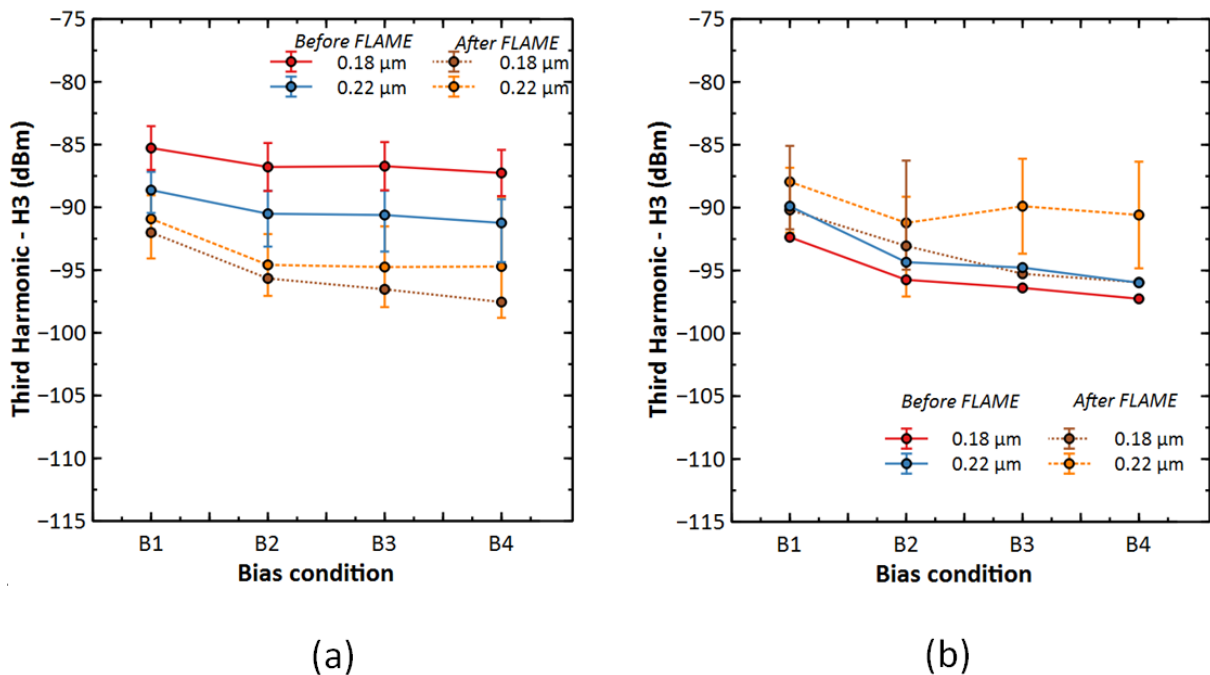 −75
−80
−85
−90
−95
−100
−105
−110
−115
Third Harmonic - H3 (dBm)
Before FLAME After FLAME
0.18 μm 0.18 μm
0.22 μm 0.22 μm
B1 B2 B3 B4
Bias condition
(a)
−75
−80
−85
−90
−95
−100
−105
−110
−115
Third Harmonic - H3 (dBm)
Before FLAME After FLAME
0.18 μm 0.18 μm
0.22 μm 0.22 μm
B1 B2 B3 B4
Bias condition
(b)